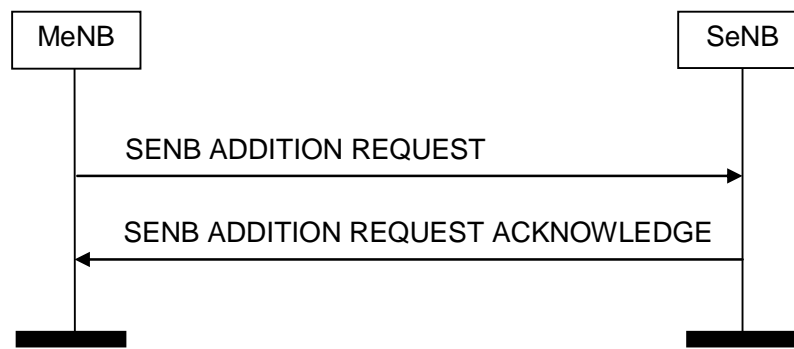 MeNB
SeNB
SENB ADDITION REQUEST
SENB ADDITION REQUEST ACKNOWLEDGE